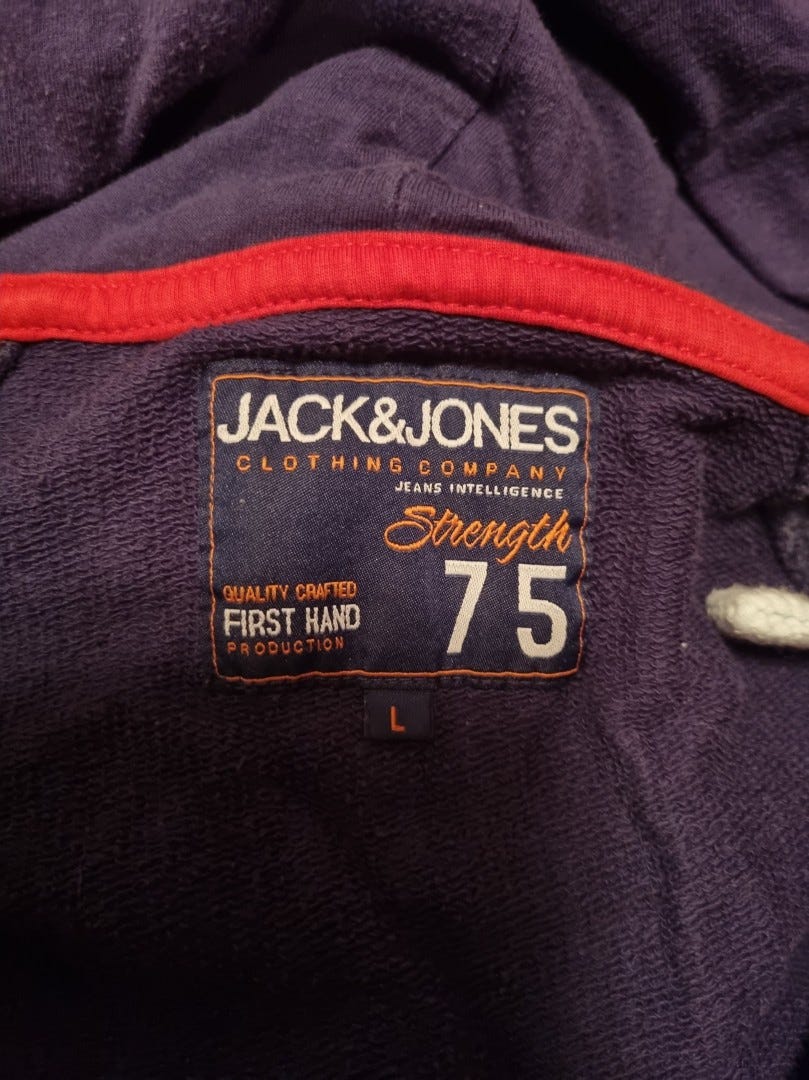 JACK&JONES
CLOTHING COMPANY
JEANS INTELLIGENCE
Strength
75
QUALITY CRAFTED
FIRST HAND
PRODUCTION
L